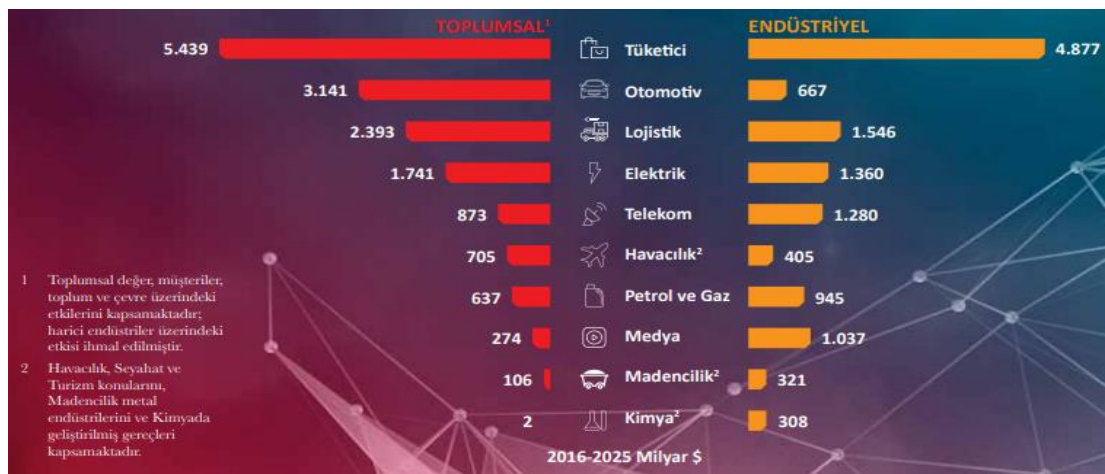 TOPLUMSAL¹ ENDÜSTRİYEL
5.439 Tüketici 4.877
3.141 Otomotiv 667
2.393 Lojistik 1.546
1.741 Elektrik 1.360
873 Telekom 1.280
705 Havacılık² 405
637 Petrol ve Gaz 945
274 Medya 1.037
106 Madencilik² 321
2 Kimya² 308
2016-2025 Milyar $
1 Toplumsal değer, müşteriler,
toplum ve çevre üzerindeki
etkilerini kapsamaktadır;
harici endüstriler üzerindeki
etkisi ihmal edilmiştir.
2 Havacılık, Seyahat ve
Turizm konularını,
Madencilik metal
endüstrilerini ve Kimyada
geliştirilmiş gereçleri
kapsamaktadır.